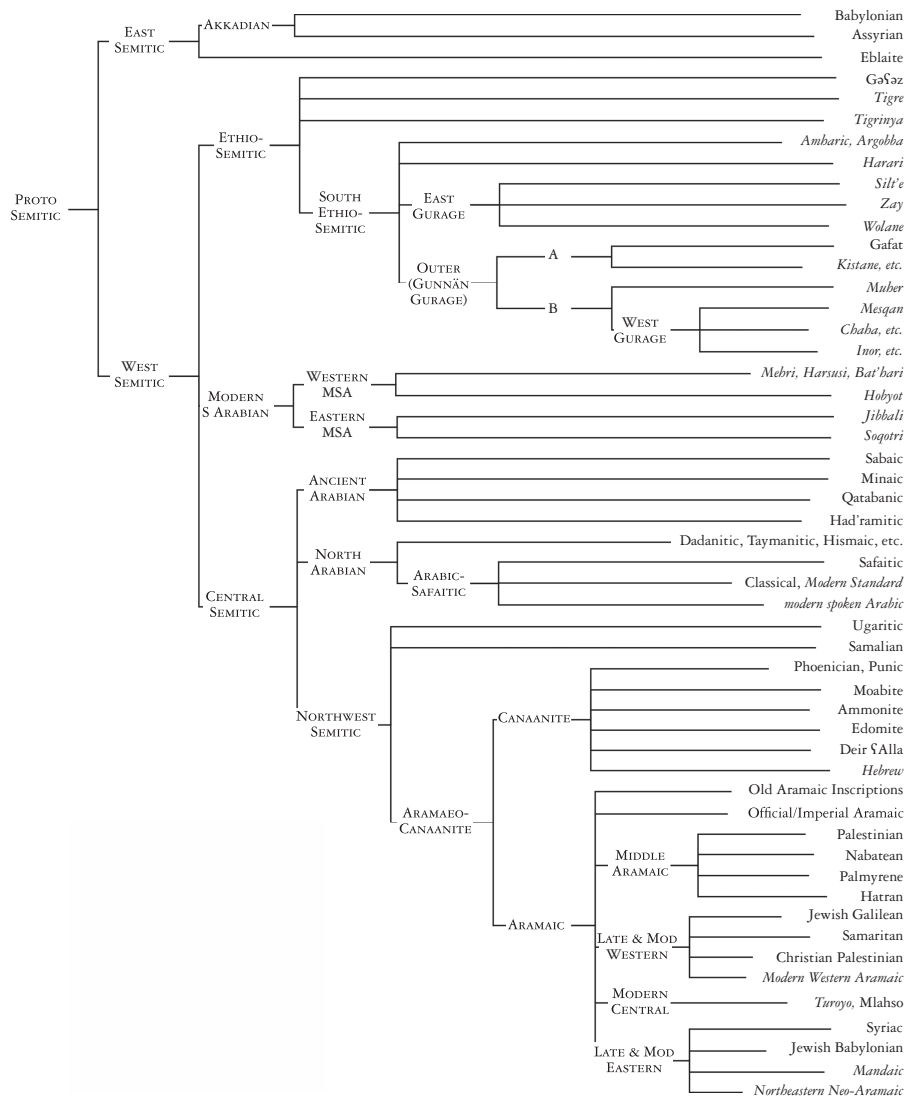 PROTO
SEMITIC
EAST
SEMITIC
AKKADIAN
Babylonian
Assyrian
Eblaite
WEST
SEMITIC
ETHIO-
SEMITIC
Gəʕəz
Tigre
Tigrinya
SOUTH
ETHIO-
SEMITIC
Amharic, Argobba
Harari
EAST
GURAGE
Silt'e
Zay
Wolane
OUTER
(GUNNÄN
GURAGE)
A
Gafat
Kistane, etc.
B
Muher
WEST
GURAGE
Mesqan
Chaha, etc.
Inor, etc.
MODERN
S ARABIAN
WESTERN
MSA
Mehri, Harsusi, Bat'hari
Hobyot
EASTERN
MSA
Jibbali
Soqotri
CENTRAL
SEMITIC
ANCIENT
ARABIAN
Sabaic
Minaic
Qatabanic
Had'ramitic
NORTH
ARABIAN
Dadanitic, Taymanitic, Hismaic, etc.
ARABIC-
SAFAITIC
Safaitic
Classical, Modern Standard
modern spoken Arabic
NORTHWEST
SEMITIC
Ugaritic
Samalian
ARAMAEO-
CANAANITE
CANAANITE
Phoenician, Punic
Moabite
Ammonite
Edomite
Deir ʕAlla
Hebrew
ARAMAIC
Old Aramaic Inscriptions
Official/Imperial Aramaic
MIDDLE
ARAMAIC
Palestinian
Nabatean
Palmyrene
Hatran
LATE & MOD
WESTERN
Jewish Galilean
Samaritan
Christian Palestinian
Modern Western Aramaic
MODERN
CENTRAL
Turoyo, Mlahso
LATE & MOD
EASTERN
Syriac
Jewish Babylonian
Mandaic
Northeastern Neo-Aramaic